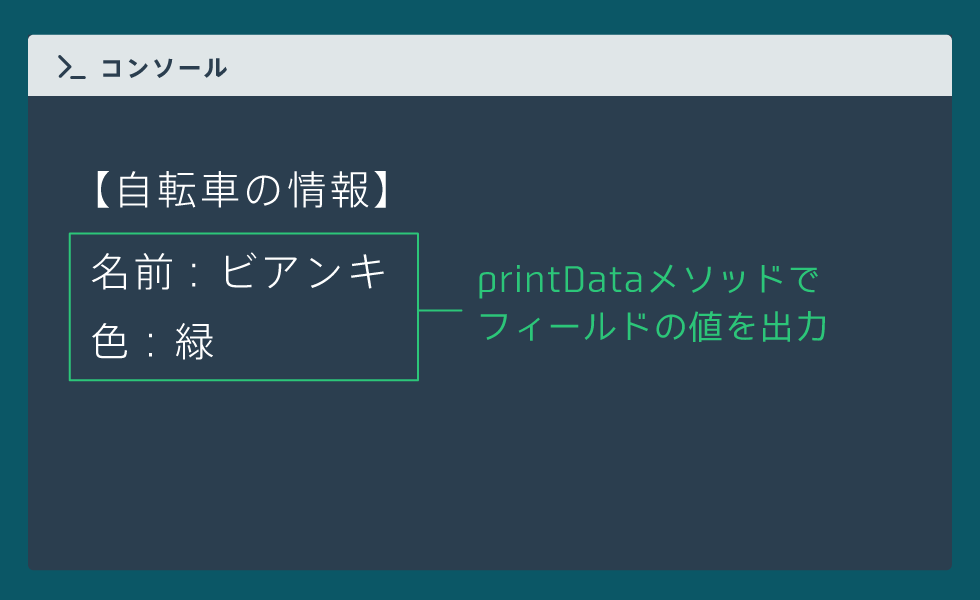 >_ コンソール
【自転車の情報】
名前：ビアンキ
色：緑
printDataメソッドで
フィールドの値を出力